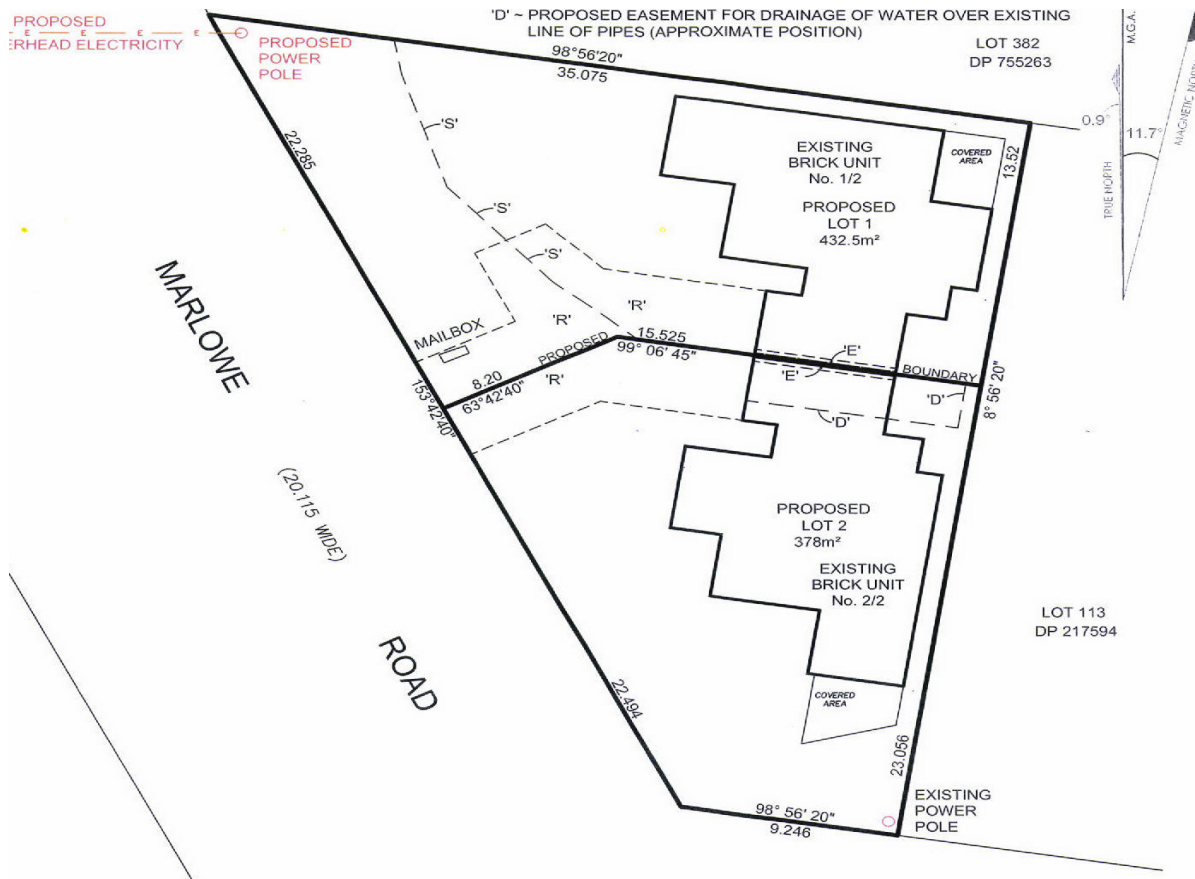 PROPOSED
E E E E
ERHEAD ELECTRICITY
PROPOSED
POWER
POLE
'D' ~ PROPOSED EASEMENT FOR DRAINAGE OF WATER OVER EXISTING
LINE OF PIPES (APPROXIMATE POSITION)
LOT 382
DP 755263
M.G.A.
MAGNETIC NORTH
TRUE NORTH
0.9°
11.7°
98°56'20"
35.075
22.285
'S'
'S'
'S'
EXISTING
BRICK UNIT
No. 1/2
PROPOSED
LOT 1
432.5m²
COVERED
AREA
13.52
MARLOWE
MAILBOX
'R'
'R'
'R'
PROPOSED
8.20
63°42'40"
15.525
99° 06' 45"
'E'
'E'
BOUNDARY
'D'
'D'
8° 56' 20"
153°42'40"
(20.115 WIDE)
PROPOSED
LOT 2
378m²
EXISTING
BRICK UNIT
No. 2/2
LOT 113
DP 217594
ROAD
22.494
COVERED
AREA
23.056
98° 56' 20"
9.246
EXISTING
POWER
POLE